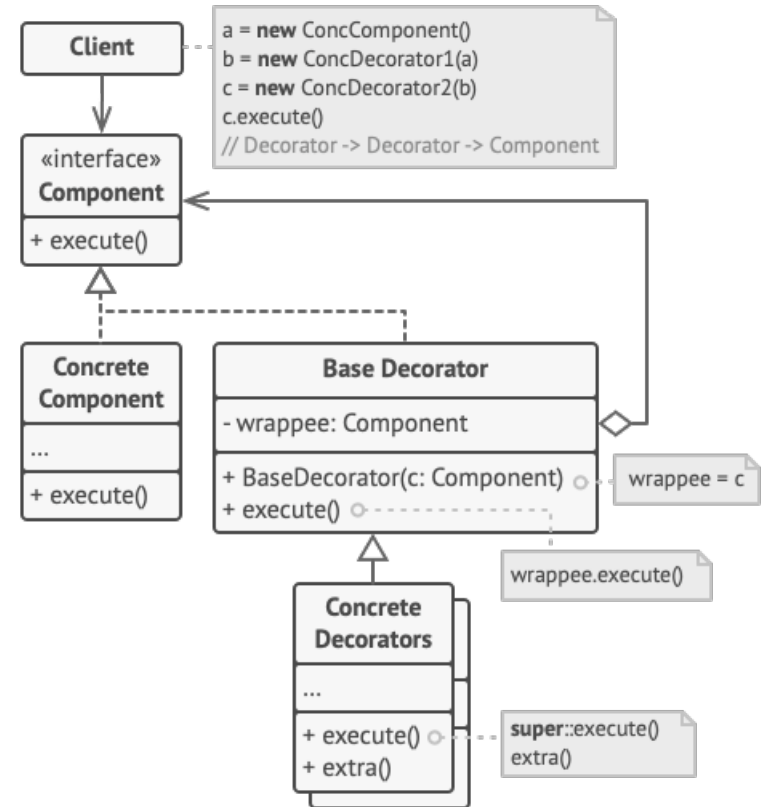 Client
a = new ConcComponent()
b = new ConcDecorator1(a)
c = new ConcDecorator2(b)
c.execute()
// Decorator -> Decorator -> Component
«interface»
Component
+ execute()
Concrete
Component
...
+ execute()
Base Decorator
- wrappee: Component
+ BaseDecorator(c: Component)
+ execute()
wrappee = c
wrappee.execute()
Concrete
Decorators
...
+ execute()
+ extra()
super::execute()
extra()